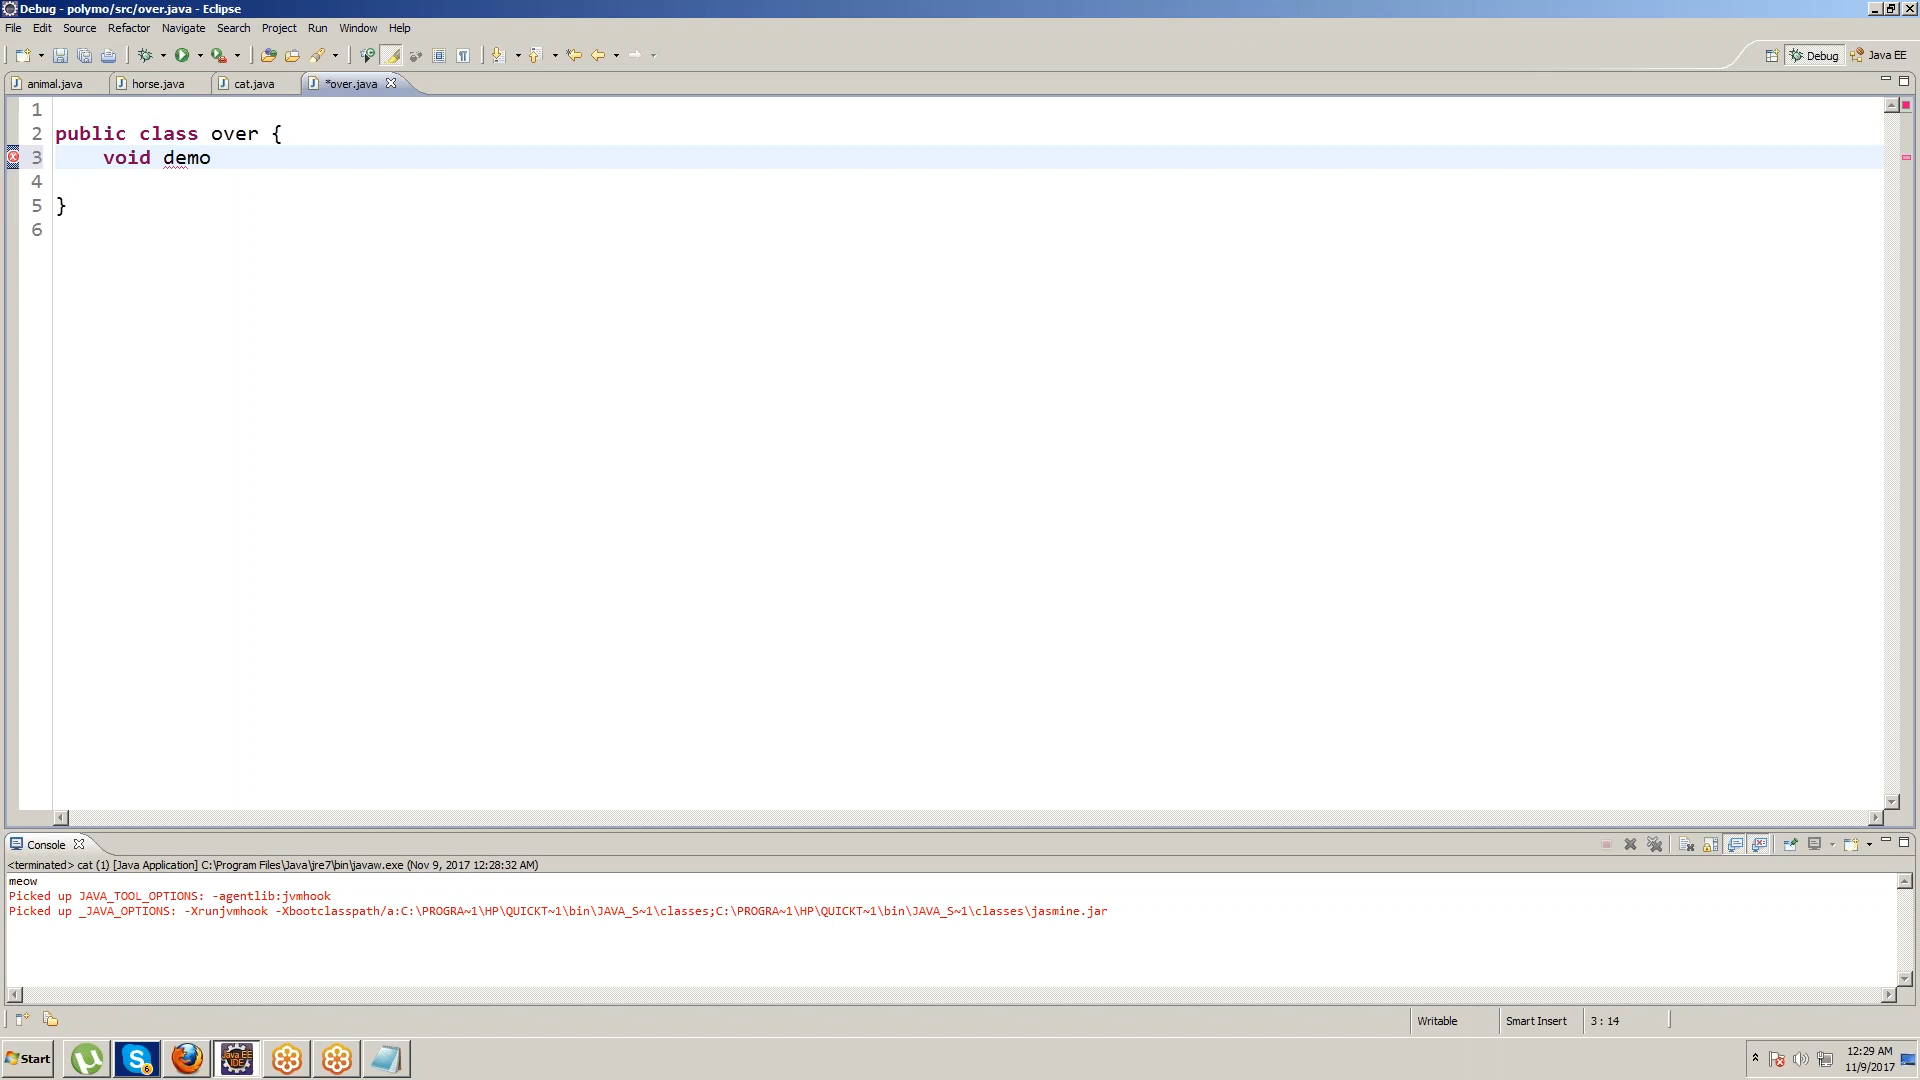 Debug - polymo/src/over.java - Eclipse
File Edit Source Refactor Navigate Search Project Run Window Help
Debug Java EE
animal.java horse.java cat.java *over.java
1
2 public class over {
3 void demo
4
5 }
6
Console
<terminated> cat (1) [Java Application] C:\Program Files\Java\jre7\bin\javaw.exe (Nov 9, 2017 12:28:32 AM)
meow
Picked up JAVA_TOOL_OPTIONS: -agentlib:jvmhook
Picked up _JAVA_OPTIONS: -Xrunjvmhook -Xbootclasspath/a:C:\PROGRA~1\HP\QUICKT~1\bin\JAVA_S~1\classes;C:\PROGRA~1\HP\QUICKT~1\bin\JAVA_S~1\classes\jasmine.jar
Writable Smart Insert 3 : 14
Start
S 6
Java EE
IDE
12:29 AM
11/9/2017